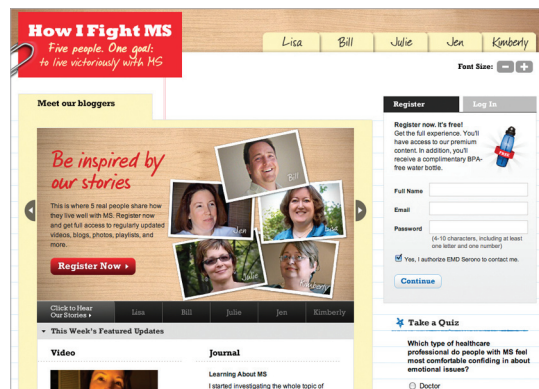 How I Fight MS
Five people. One goal:
to live victoriously with MS
Lisa
Bill
Julie
Jen
Kimberly
Font Size:
Meet our bloggers
Be inspired by
our stories
This is where 5 real people share how
they live well with MS. Register now
and get full access to regularly updated
videos, blogs, photos, playlists, and
more.
Register Now
Bill
Jen
Lisa
Julie
Kimberly
Click to Hear
Our Stories
Lisa
Bill
Julie
Jen
Kimberly
This Week's Featured Updates
Video
Journal
Learning About MS
I started investigating the whole topic of
Register
Log In
Register now. It's free!
Get the full experience. You'll
have access to our premium
content. In addition, you'll
receive a complimentary BPA-
free water bottle.
FREE
Full Name
Email
Password
(4-10 characters, including at least
one letter and one number)
Yes, I authorize EMD Serono to contact me.
Continue
Take a Quiz
Which type of healthcare
professional do people with MS feel
most comfortable confiding in about
emotional issues?
Doctor